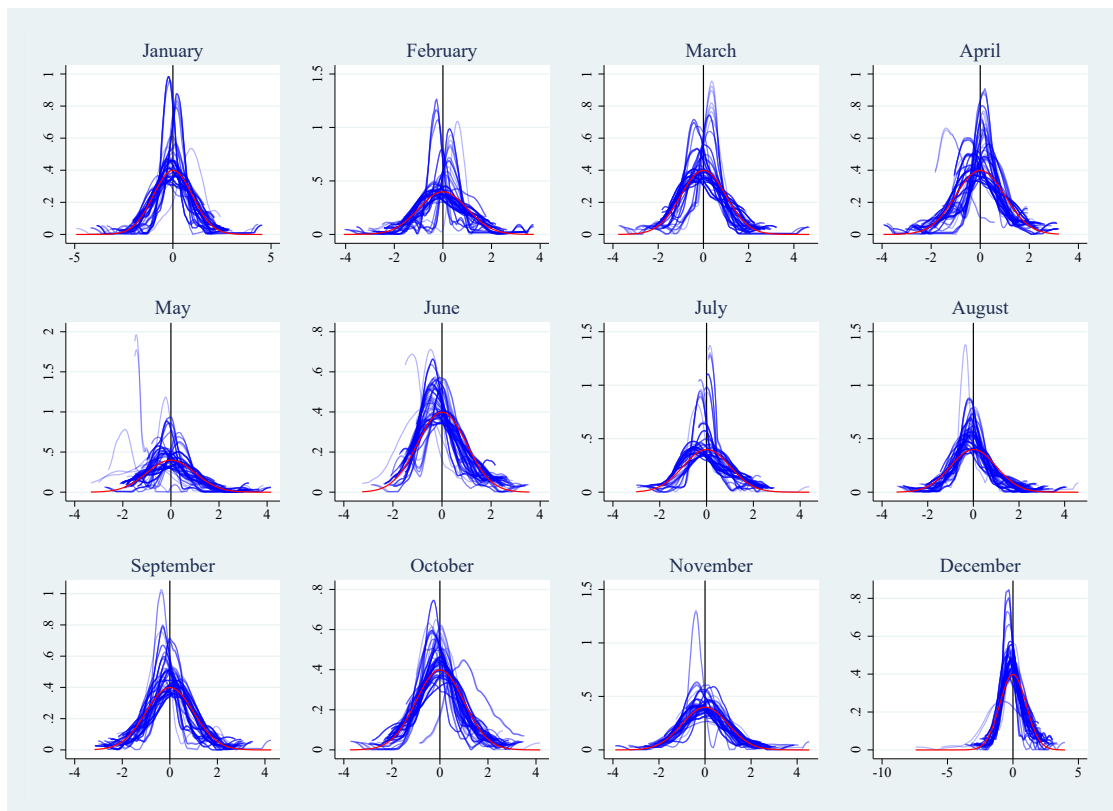 January February March April
1 .8 .6 .4 .2 0 -5 0 5
1.5 1 .5 0 -4 -2 0 2 4
1 .8 .6 .4 .2 0 -4 -2 0 2 4
1 .8 .6 .4 .2 0 -4 -2 0 2 4
May June July August
2 1.5 1 .5 0 -4 -2 0 2 4
.8 .6 .4 .2 0 -4 -2 0 2 4
1.5 1 .5 0 -4 -2 0 2 4
1.5 1 .5 0 -4 -2 0 2 4
September October November December
1 .8 .6 .4 .2 0 -4 -2 0 2 4
.8 .6 .4 .2 0 -4 -2 0 2 4
1.5 1 .5 0 -4 -2 0 2 4
.8 .6 .4 .2 0 -10 -5 0 5